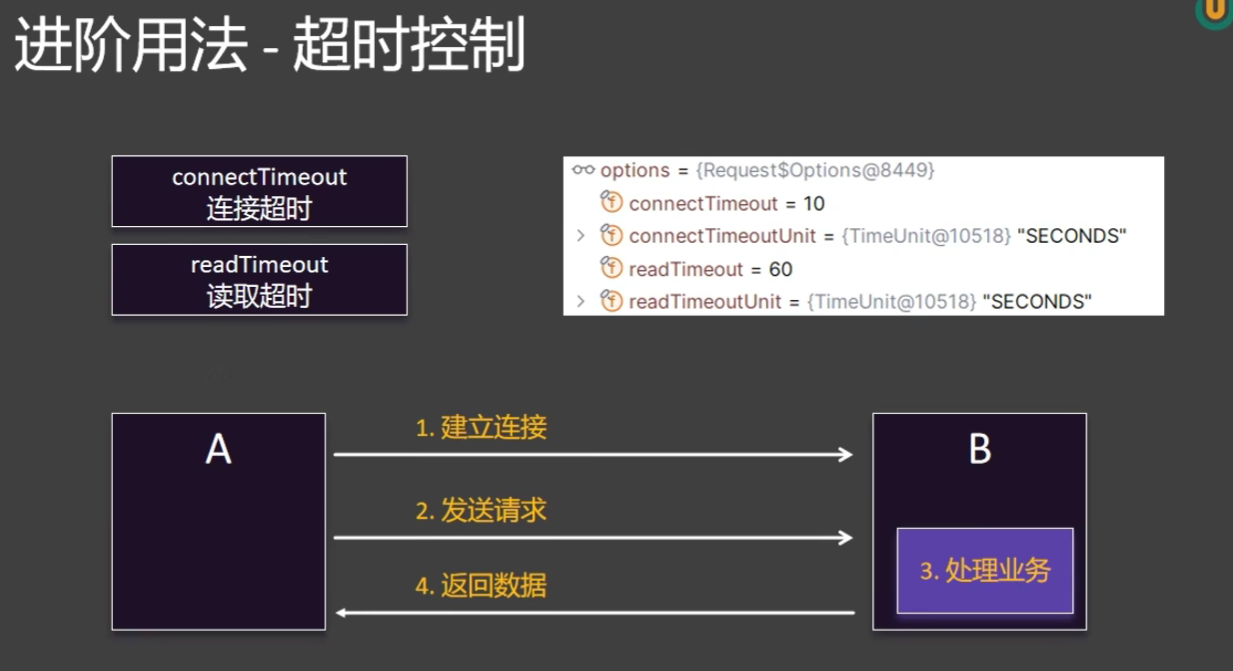 进阶用法 - 超时控制
connectTimeout
连接超时
readTimeout
读取超时
options = {Request$Options@8449}
connectTimeout = 10
connectTimeoutUnit = {TimeUnit@10518} "SECONDS"
readTimeout = 60
readTimeoutUnit = {TimeUnit@10518} "SECONDS"
A
1. 建立连接
2. 发送请求
4. 返回数据
B
3. 处理业务